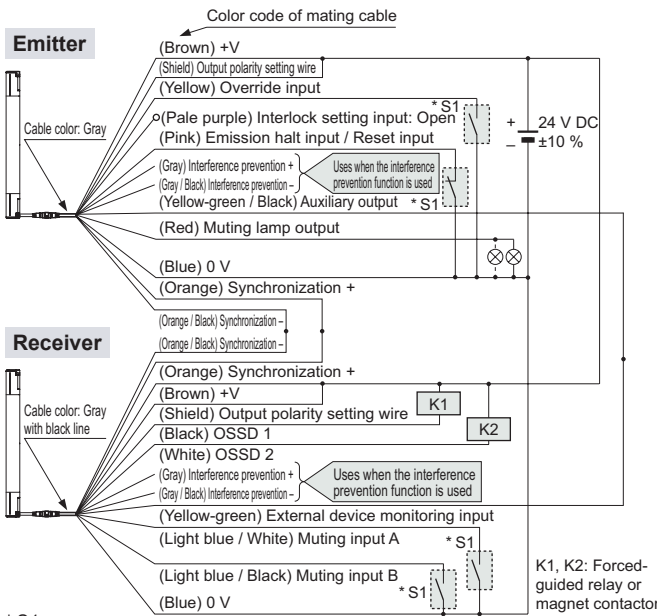 Color code of mating cable
Emitter
(Brown) +V
(Shield) Output polarity setting wire
(Yellow) Override input
* S1
(Pale purple) Interlock setting input: Open
+
24 V DC
Cable color: Gray
(Pink) Emission halt input / Reset input
–
±10 %
(Gray) Interference prevention +
Uses when the interference
(Gray / Black) Interference prevention –
prevention function is used
(Yellow-green / Black) Auxiliary output
* S1
(Red) Muting lamp output
(Blue) 0 V
(Orange) Synchronization +
(Orange / Black) Synchronization –
Receiver
(Orange / Black) Synchronization –
(Orange) Synchronization +
(Brown) +V
Cable color: Gray
with black line
(Shield) Output polarity setting wire
K1
(Black) OSSD 1
K2
(White) OSSD 2
(Gray) Interference prevention +
Uses when the interference
(Gray / Black) Interference prevention –
prevention function is used
(Yellow-green) External device monitoring input
(Light blue / White) Muting input A
* S1
(Light blue / Black) Muting input B
* S1
K1, K2: Forced-
guided relay or
magnet contactor
(Blue) 0 V